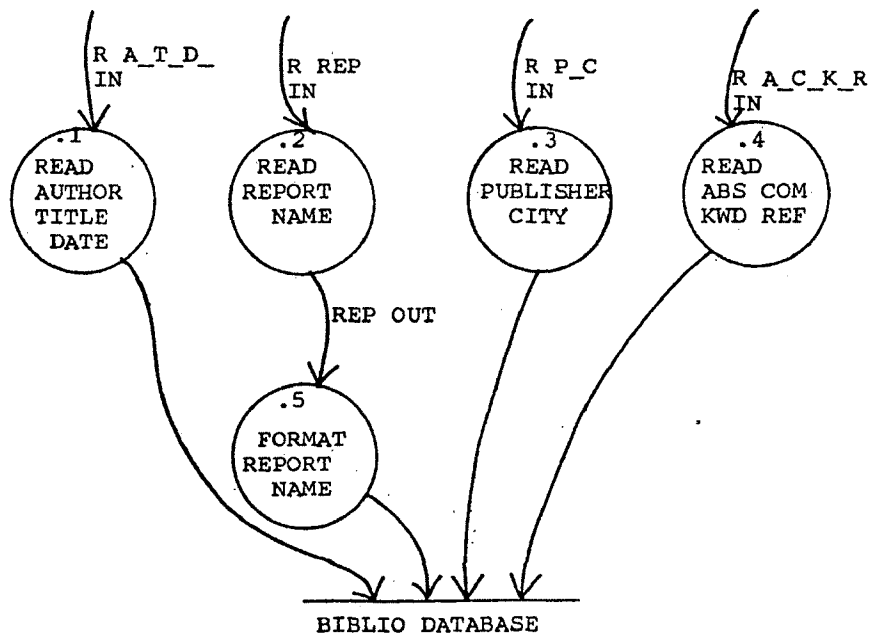 R A_T_D_
IN
R REP
IN
R P_C
IN
R A_C_K_R
IN
.1
READ
AUTHOR
TITLE
DATE
.2
READ
REPORT
NAME
.3
READ
PUBLISHER
CITY
.4
READ
ABS COM
KWD REF
REP OUT
.5
FORMAT
REPORT
NAME
BIBLIO DATABASE